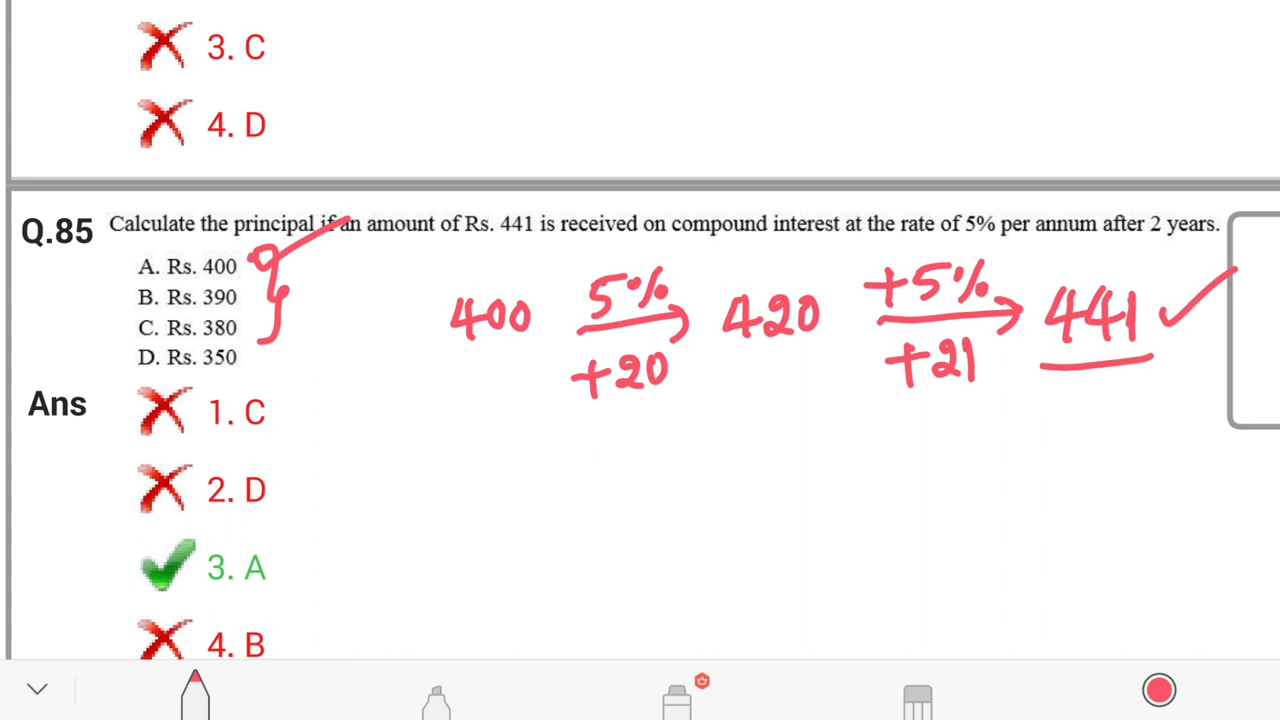 3. C
4. D
Q.85 Calculate the principal if an amount of Rs. 441 is received on compound interest at the rate of 5% per annum after 2 years.
A. Rs. 400
B. Rs. 390
C. Rs. 380
D. Rs. 350
400 5% +20 420 +5% +21 441
Ans
1. C
2. D
3. A
4. B